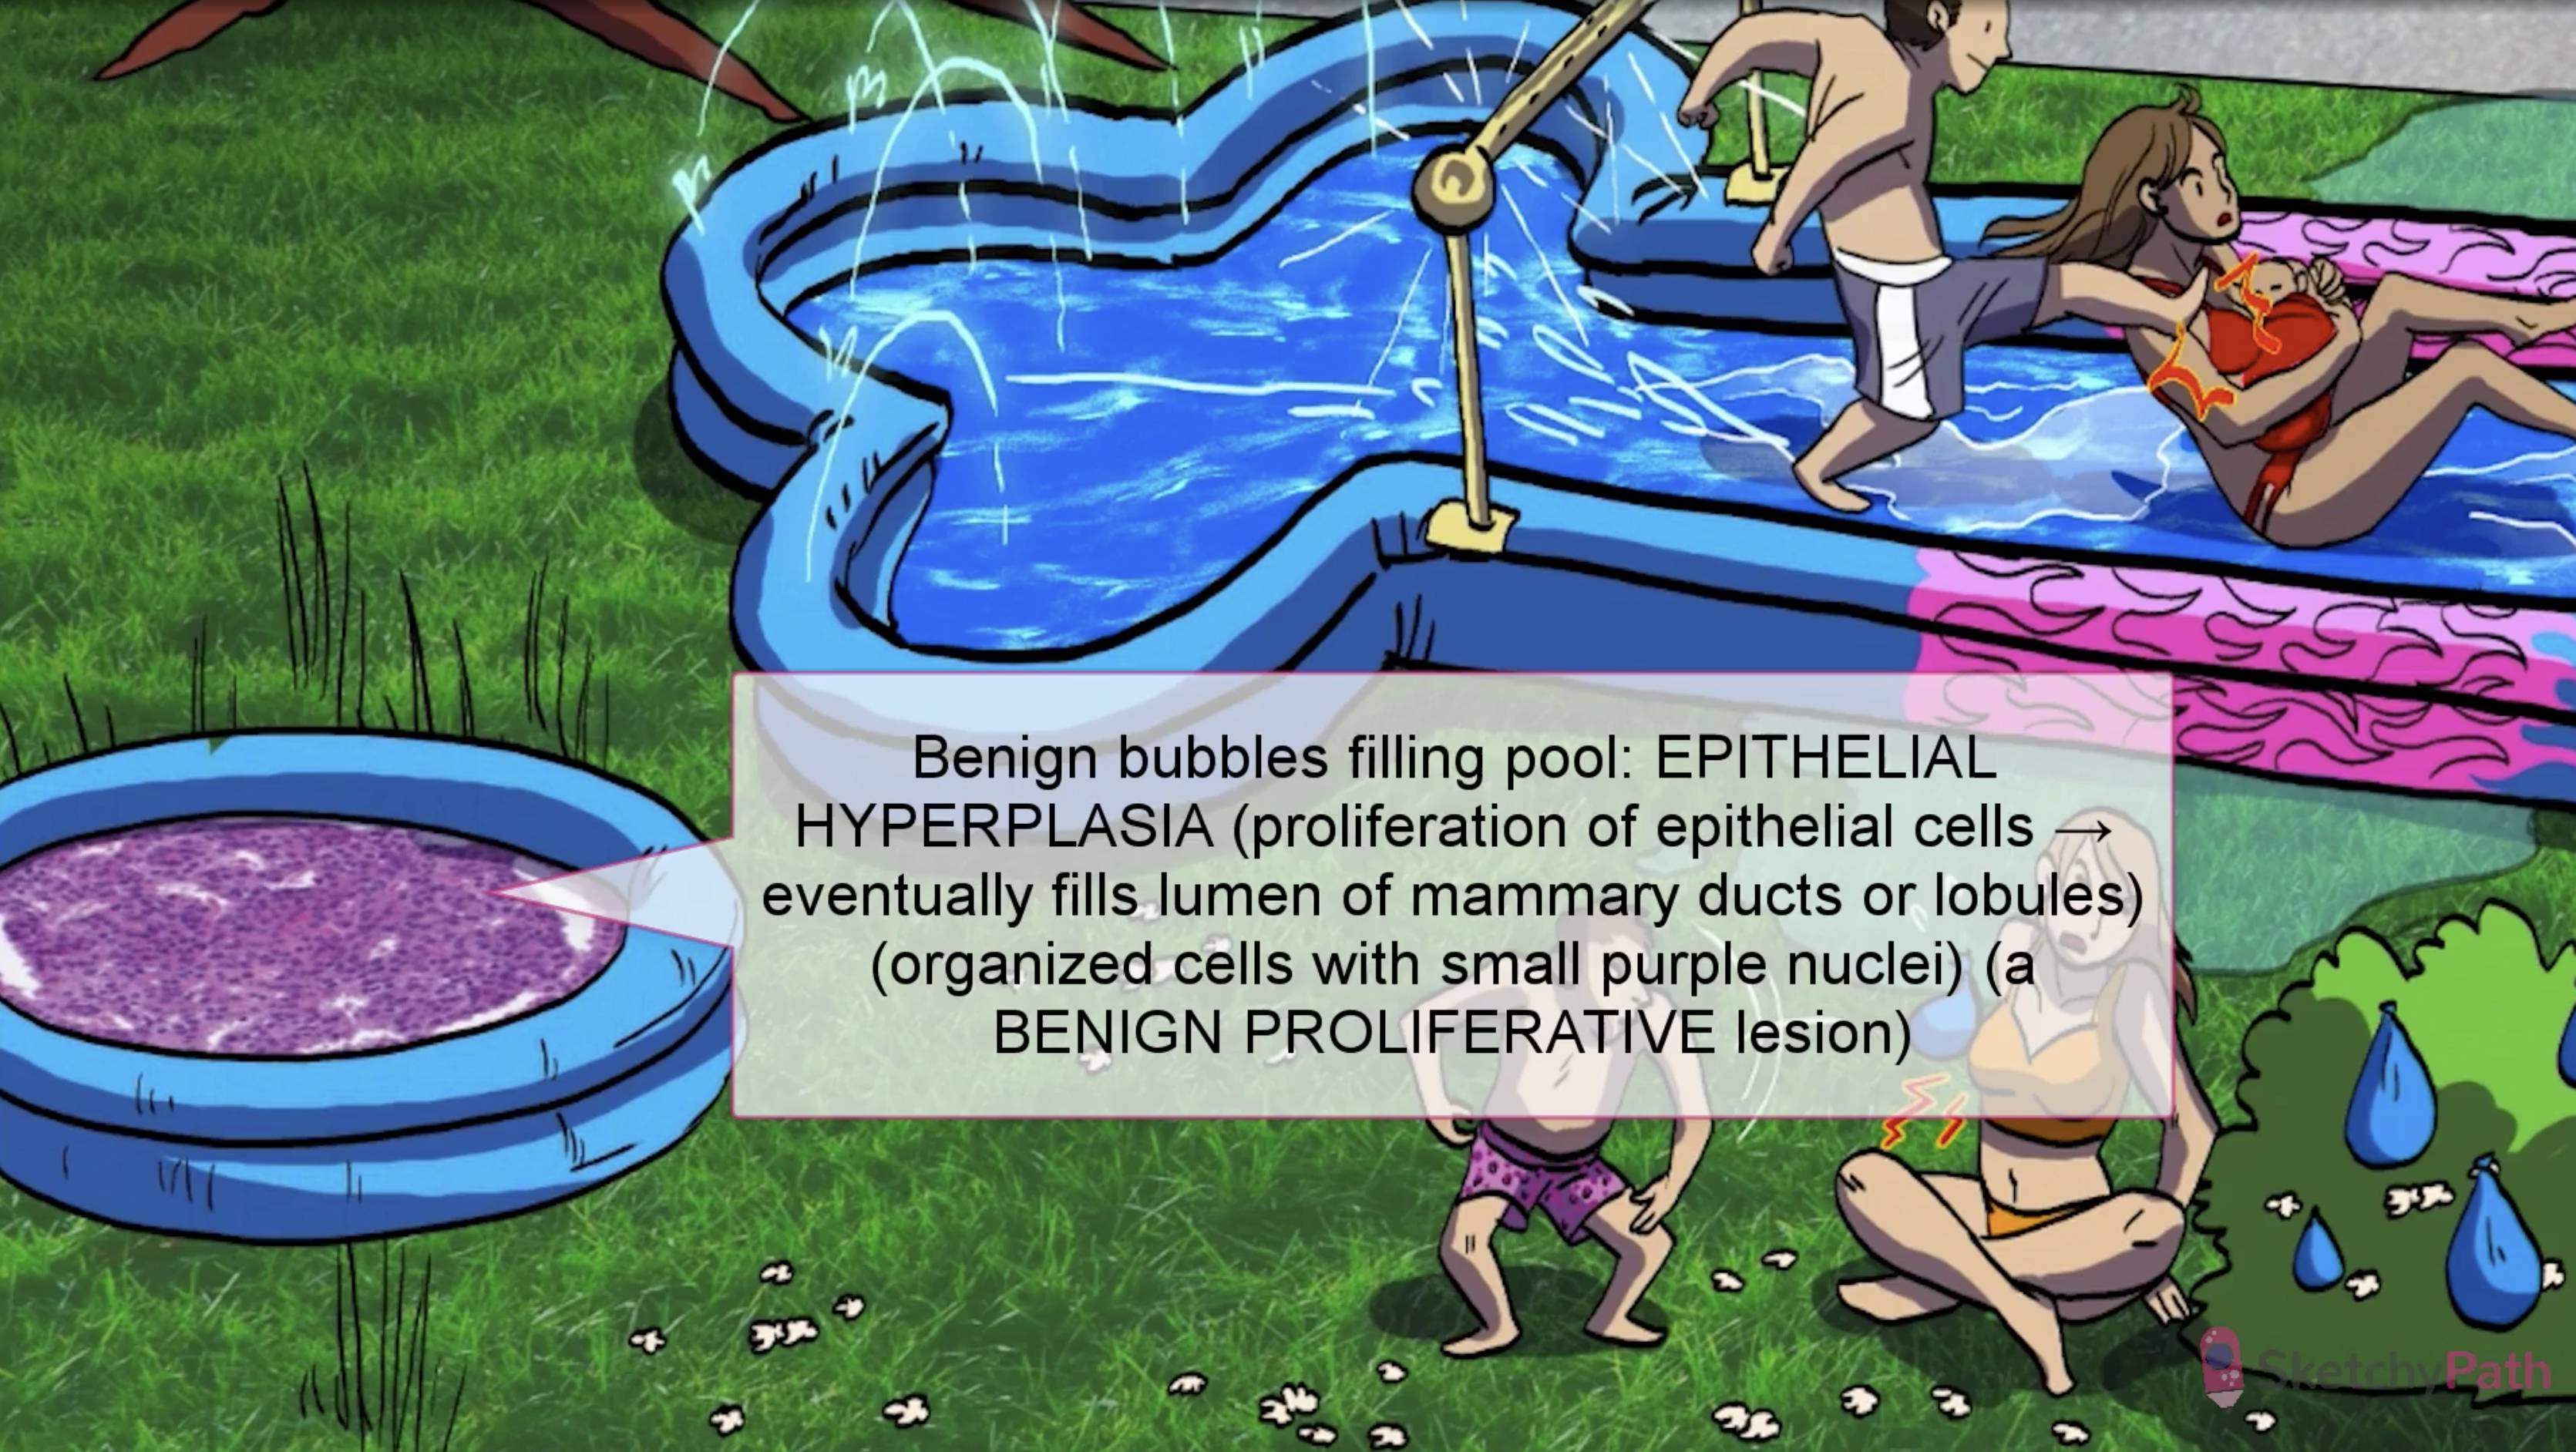 Benign bubbles filling pool: EPITHELIAL
HYPERPLASIA (proliferation of epithelial cells →
eventually fills lumen of mammary ducts or lobules)
(organized cells with small purple nuclei) (a
BENIGN PROLIFERATIVE lesion)
SketchyPath